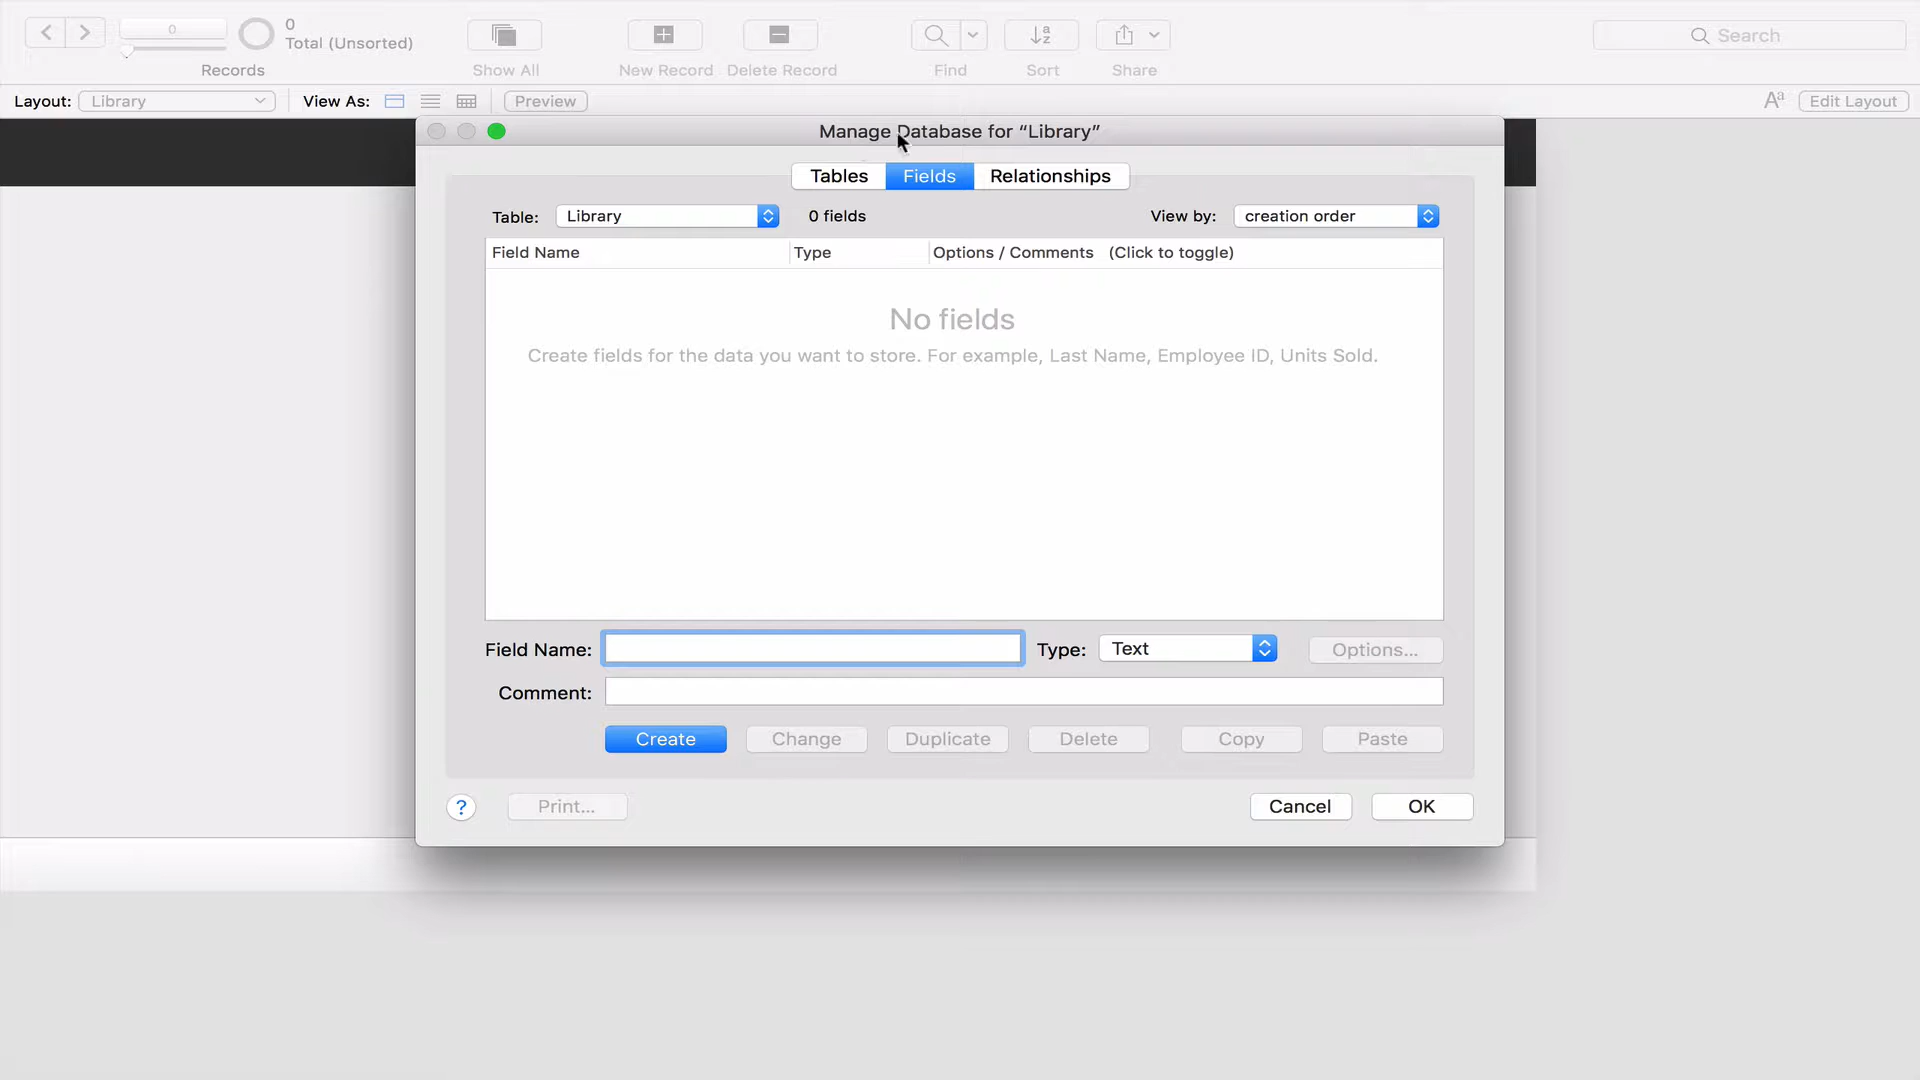 0
0
Total (Unsorted)
Records
Show All
New Record
Delete Record
Find
Sort
Share
Search
Layout: Library
View As:
Preview
Aa
Edit Layout
Manage Database for “Library”
Tables
Fields
Relationships
Table: Library
0 fields
View by: creation order
Field Name
Type
Options / Comments (Click to toggle)
No fields
Create fields for the data you want to store. For example, Last Name, Employee ID, Units Sold.
Field Name:
Type: Text
Options...
Comment:
Create
Change
Duplicate
Delete
Copy
Paste
?
Print...
Cancel
OK